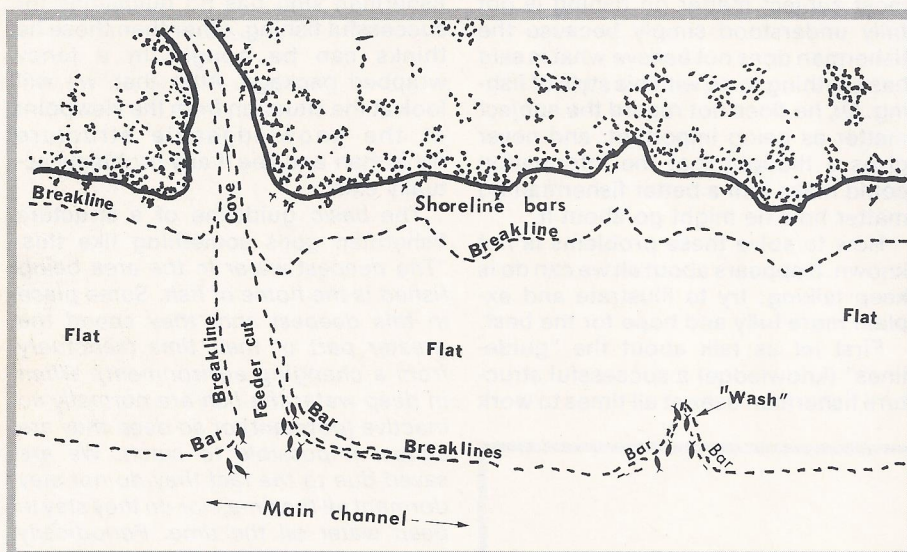 Breakline
Cove
Shoreline bars
Breakline
Flat
Breakline
Feeder cut
Flat
Flat
Bar
Bar
Breaklines
"Wash"
Bar
Bar
Main channel